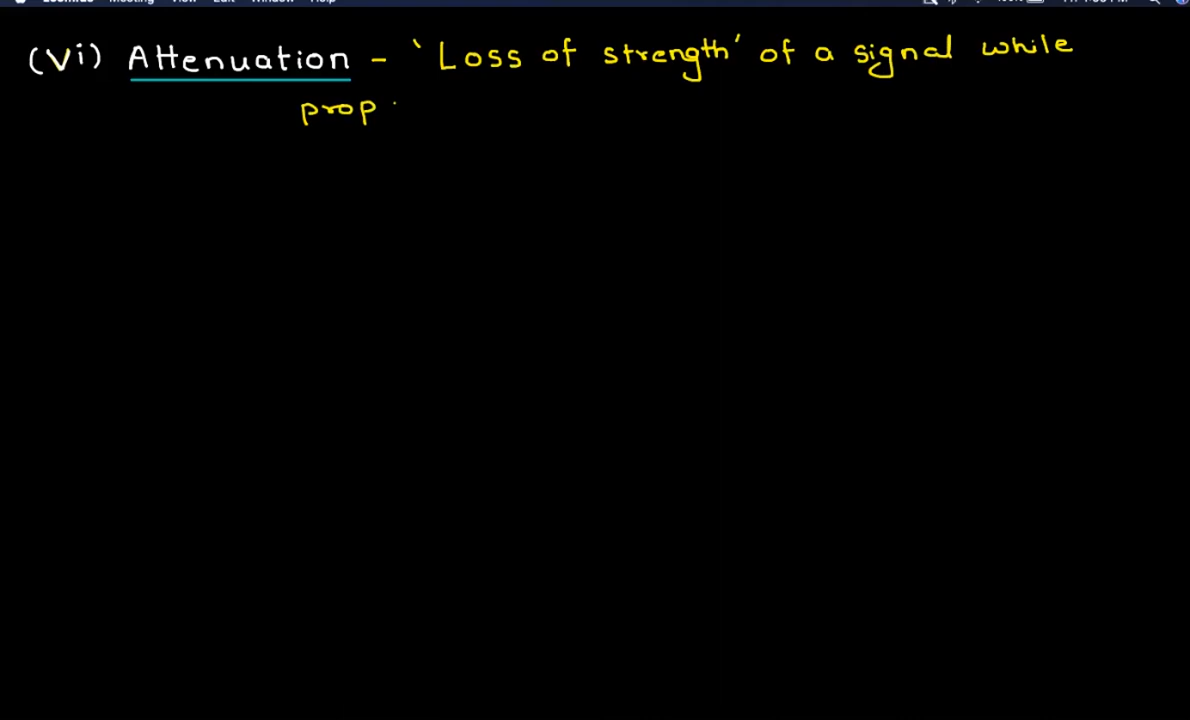 (vi) Attenuation - 'Loss of strength' of a signal while
prop